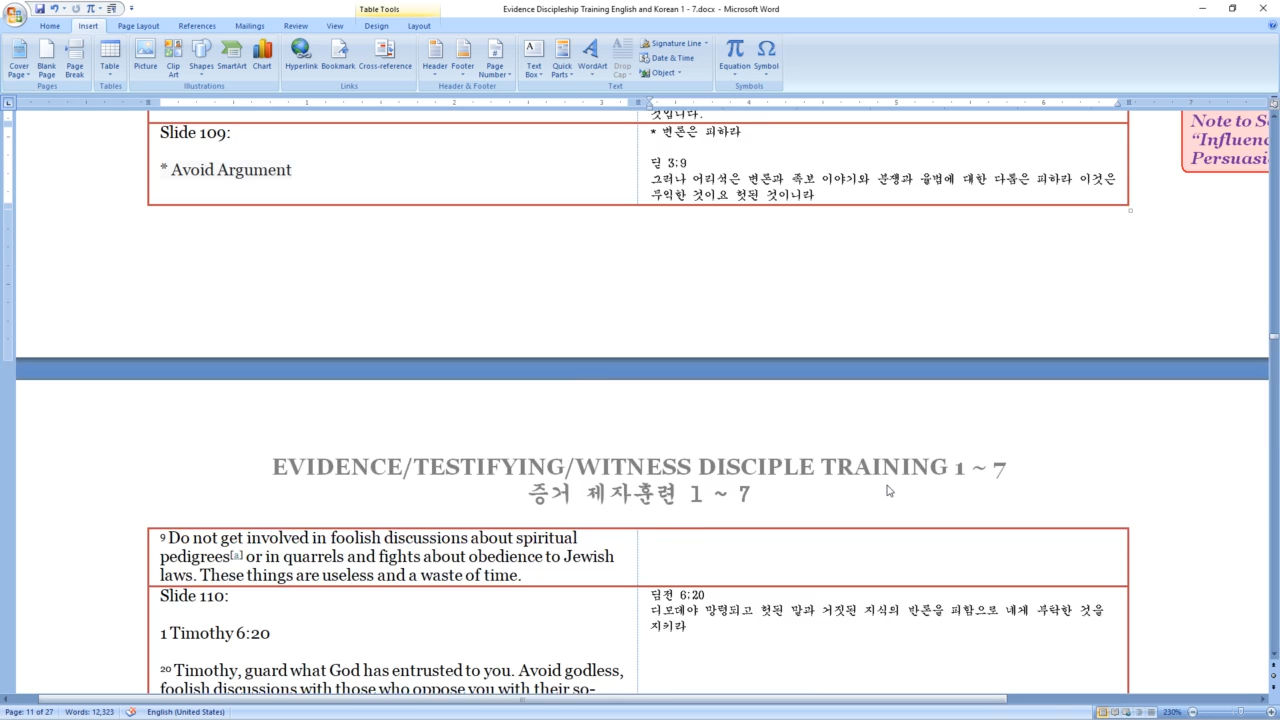 Table Tools
Evidence Discipleship Training English and Korean 1 - 7.docx - Microsoft Word
Home Insert Page Layout References Mailings Review View Design Layout
Cover Page
Blank Page
Page Break
Table
Picture
Clip Art
Shapes
SmartArt
Chart
Hyperlink
Bookmark
Cross-reference
Header
Footer
Page Number
Text Box
Quick Parts
WordArt
Drop Cap
Signature Line
Date & Time
Object
Equation
Symbol
Pages Tables Illustrations Links Header & Footer Text Symbols
1 2 3 4 5 6 7
것입니다.
Slide 109:
* Avoid Argument
* 변론은 피하라
딛 3:9
그러나 어리석은 변론과 족보 이야기와 분쟁과 율법에 대한 다툼은 피하라 이것은
무익한 것이요 헛된 것이니라
Note to S
“Influenc
Persuasi
EVIDENCE/TESTIFYING/WITNESS DISCIPLE TRAINING 1 ~ 7
증거 제자훈련 1 ~ 7
9 Do not get involved in foolish discussions about spiritual
pedigrees[a] or in quarrels and fights about obedience to Jewish
laws. These things are useless and a waste of time.
Slide 110:
1 Timothy 6:20
20 Timothy, guard what God has entrusted to you. Avoid godless,
foolish discussions with those who oppose you with their so-
딤전 6:20
디모데야 망령되고 헛된 말과 거짓된 지식의 반론을 피함으로 네게 부탁한 것을
지키라
Page: 11 of 27 Words: 12,323 English (United States) 230%